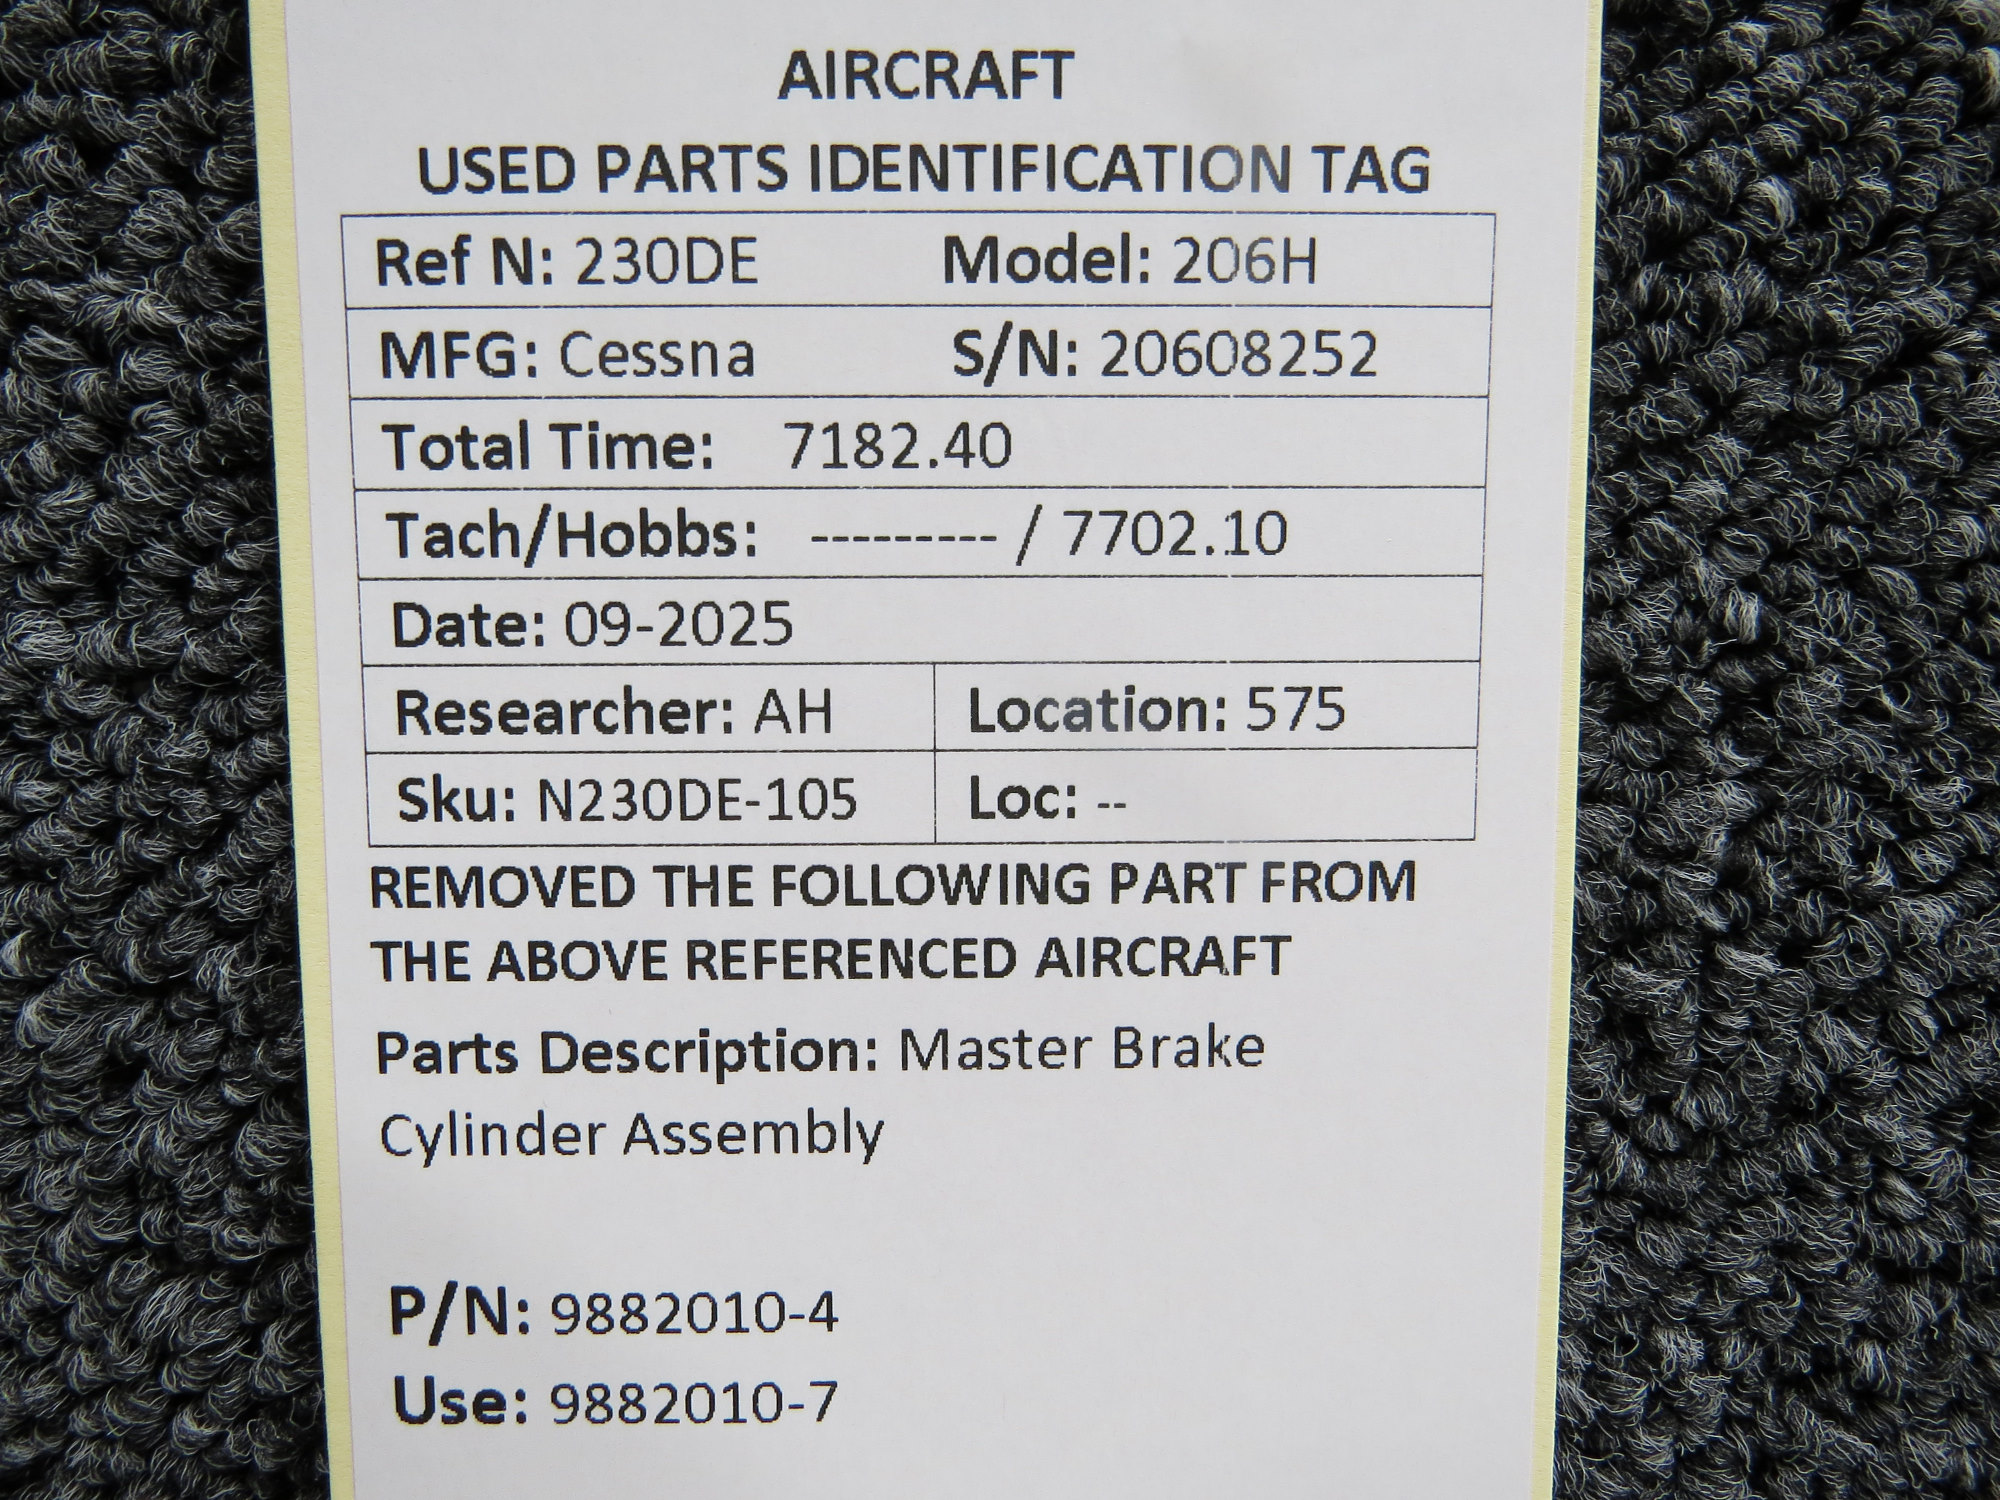 AIRCRAFT
USED PARTS IDENTIFICATION TAG
Ref N: 230DE Model: 206H
MFG: Cessna S/N: 20608252
Total Time: 7182.40
Tach/Hobbs: --------- / 7702.10
Date: 09-2025
Researcher: AH Location: 575
Sku: N230DE-105 Loc: --
REMOVED THE FOLLOWING PART FROM
THE ABOVE REFERENCED AIRCRAFT
Parts Description: Master Brake
Cylinder Assembly
P/N: 9882010-4
Use: 9882010-7